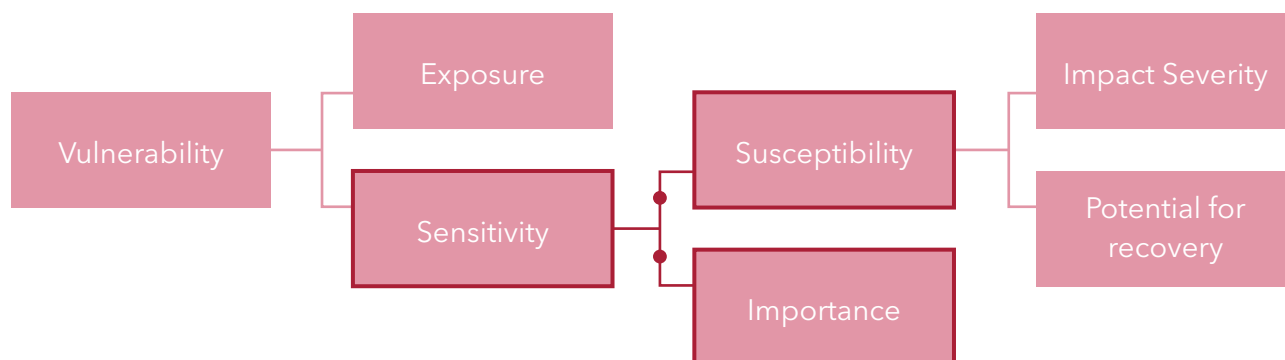 Vulnerability
Exposure
Sensitivity
Susceptibility
Importance
Impact Severity
Potential for
recovery